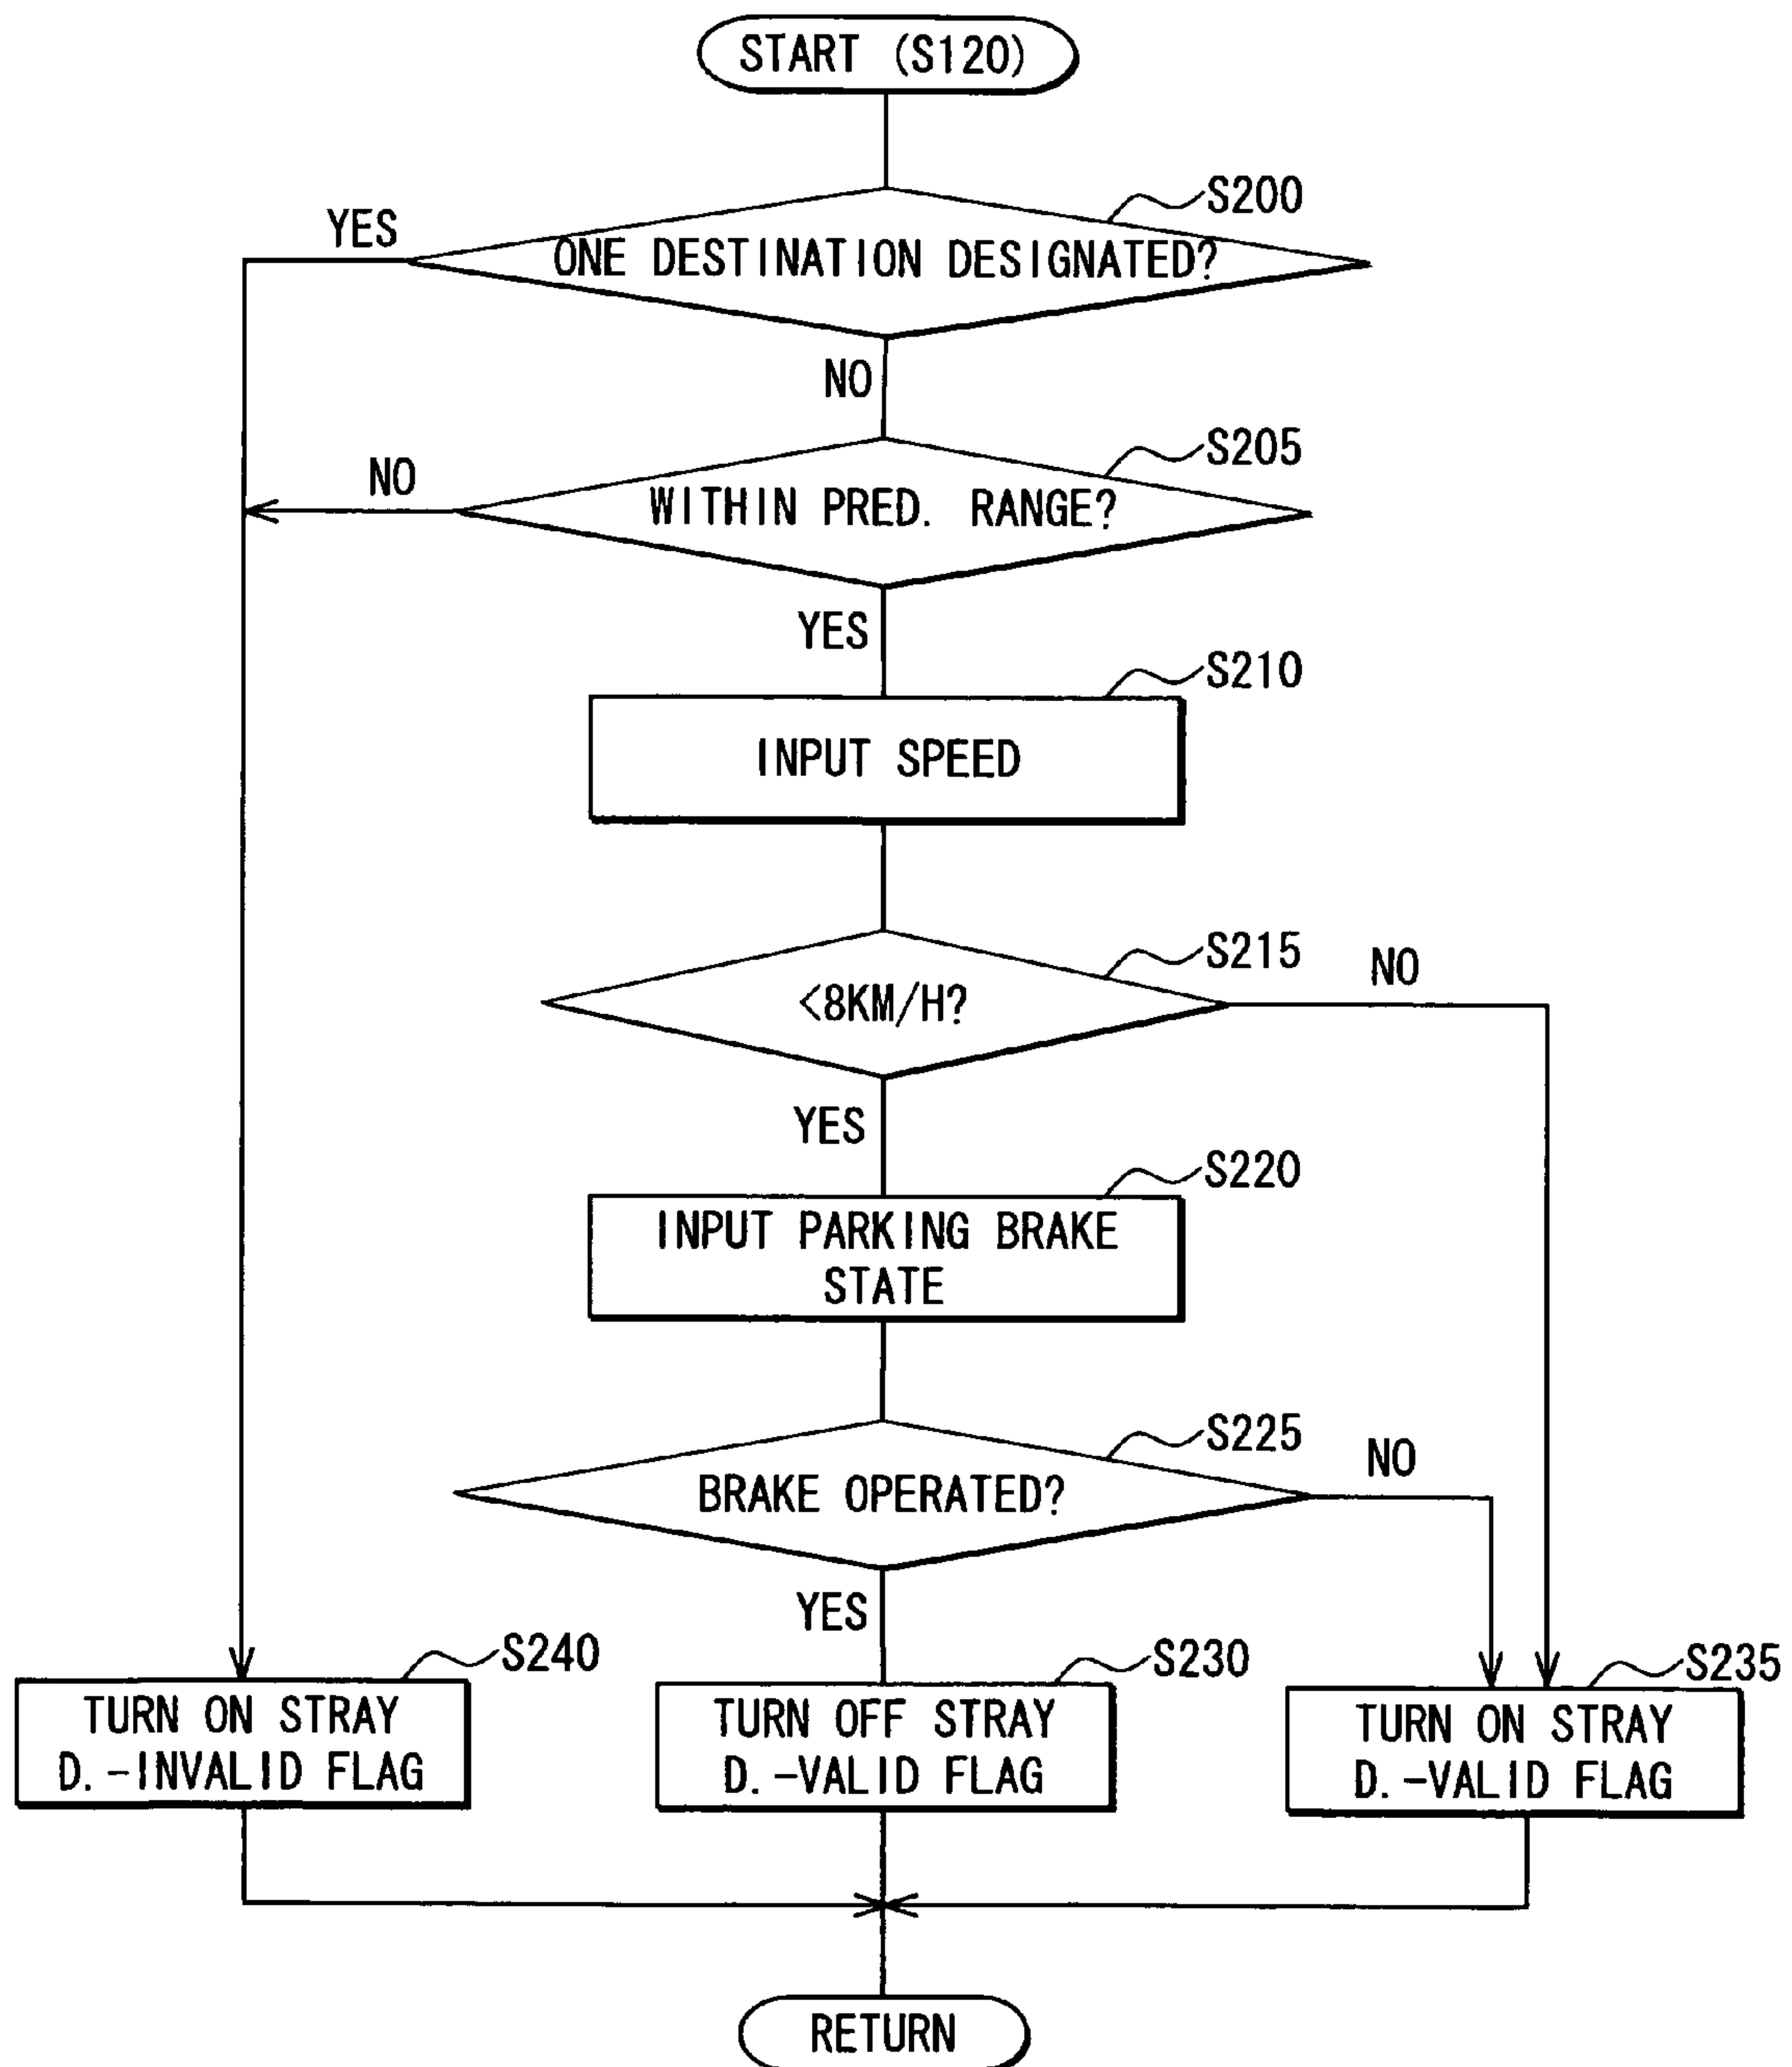 START (S120)
S200
YES
ONE DESTINATION DESIGNATED?
NO
S205
NO
WITHIN PRED. RANGE?
YES
S210
INPUT SPEED
S215
NO
<8KM/H?
YES
S220
INPUT PARKING BRAKE
STATE
S225
NO
BRAKE OPERATED?
YES
S240
TURN ON STRAY
D.-INVALID FLAG
S230
TURN OFF STRAY
D.-VALID FLAG
S235
TURN ON STRAY
D.-VALID FLAG
RETURN